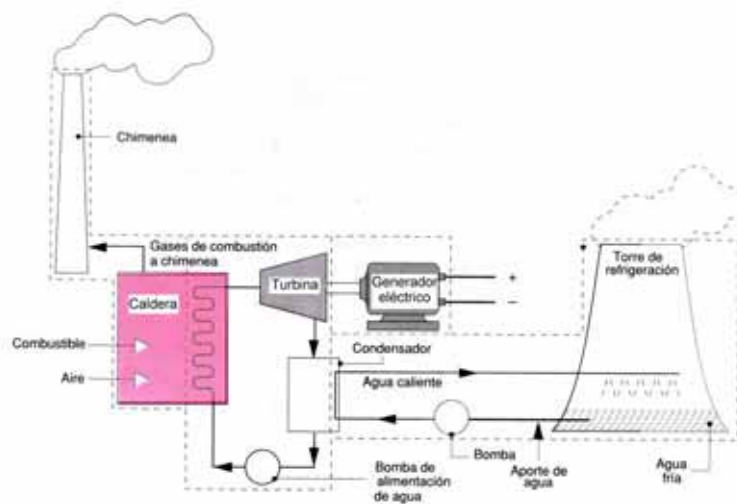 Chimenea
Gases de combustión
a chimenea
Caldera
Turbina
Generador
eléctrico
+
−
Torre de
refrigeración
Combustible
Aire
Condensador
Agua caliente
Bomba
Aporte de
agua
Agua
fría
Bomba de
alimentación
de agua